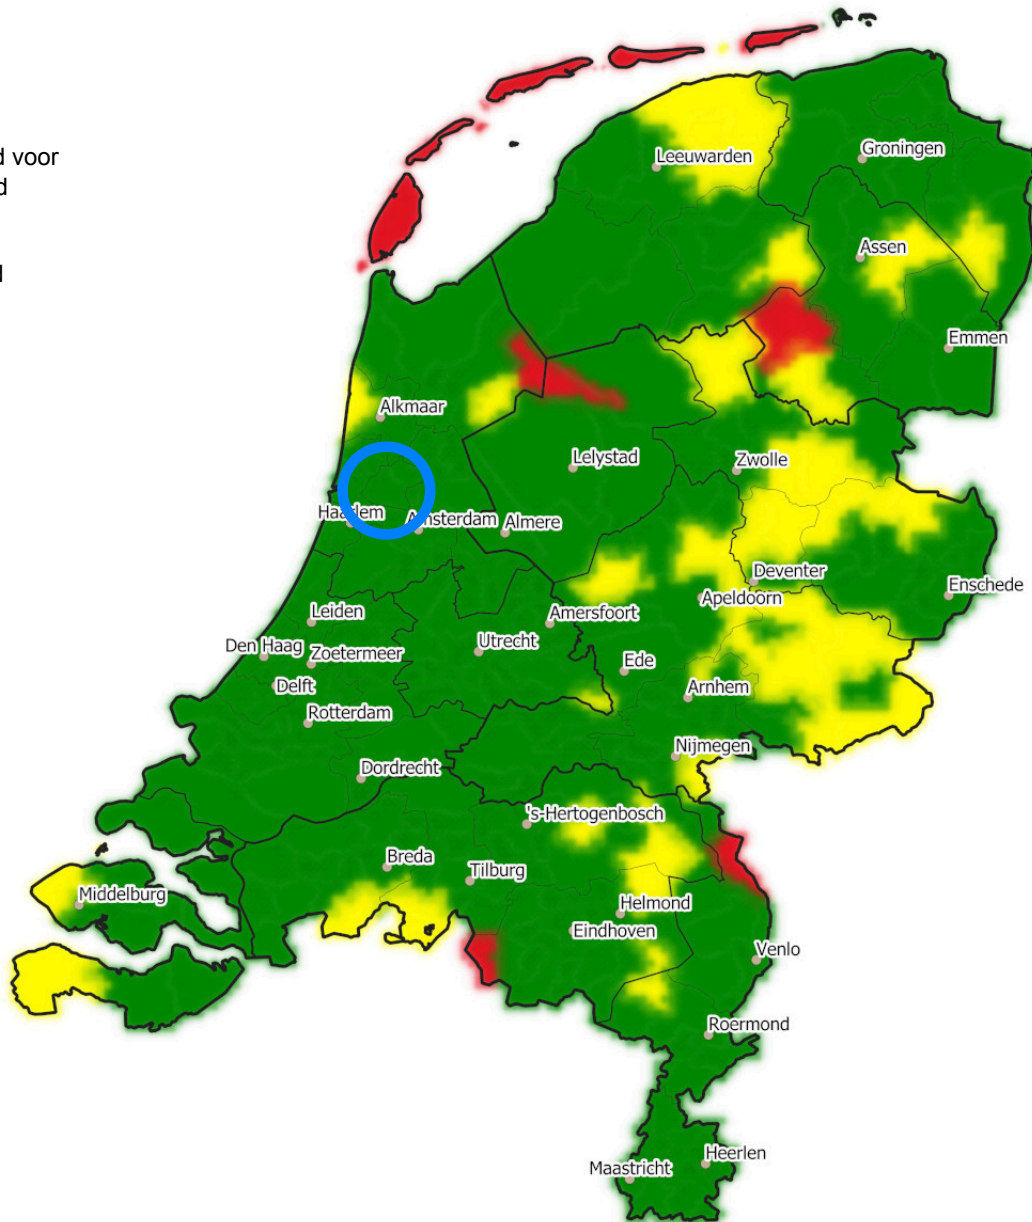 d voor
d
d
Leeuwarden
Groningen
Assen
Emmen
Alkmaar
Lelystad
Zwolle
Haarlem
Amsterdam
Almere
Deventer
Apeldoorn
Enschede
Leiden
Amersfoort
Den Haag
Zoetermeer
Utrecht
Ede
Delft
Arnhem
Rotterdam
Nijmegen
Dordrecht
's-Hertogenbosch
Breda
Tilburg
Middelburg
Helmond
Eindhoven
Venlo
Roermond
Maastricht
Heerlen